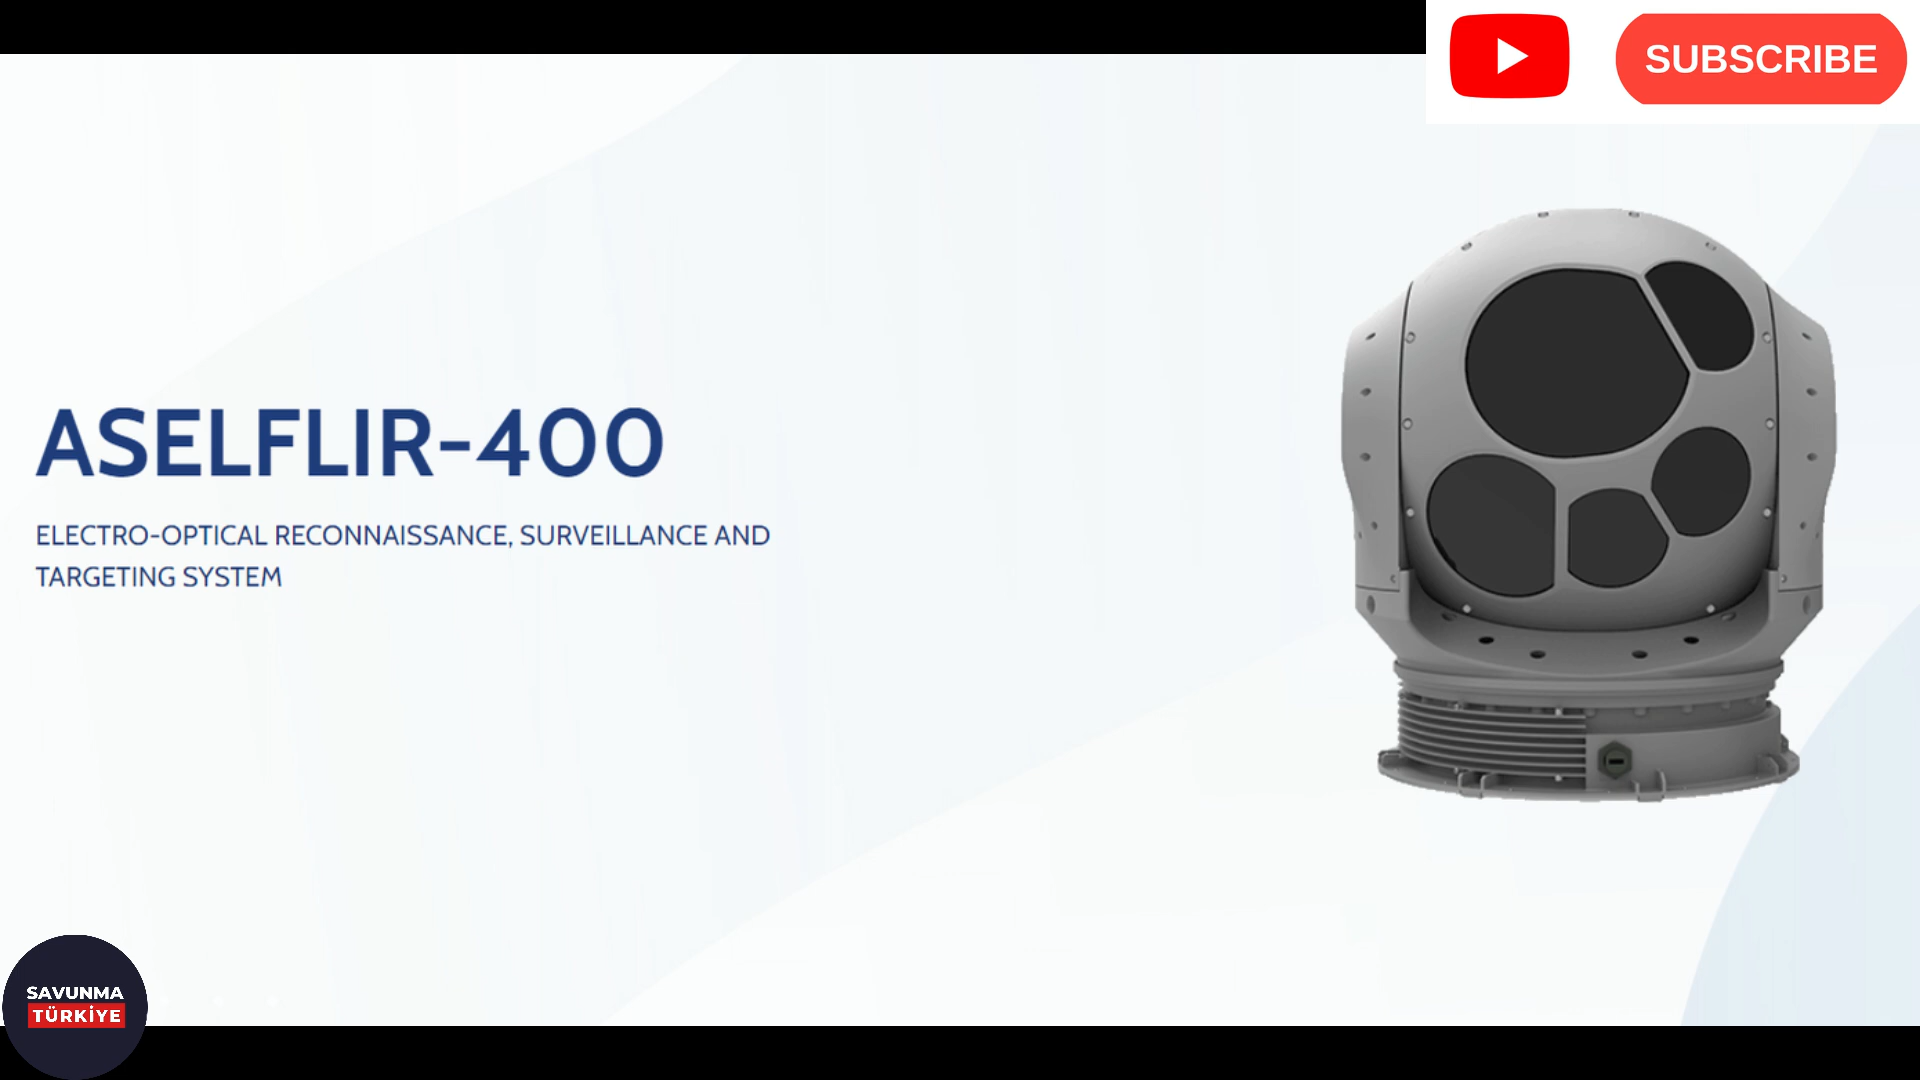 SUBSCRIBE
ASELFLIR-400
ELECTRO-OPTICAL RECONNAISSANCE, SURVEILLANCE AND
TARGETING SYSTEM
SAVUNMA
TÜRKİYE